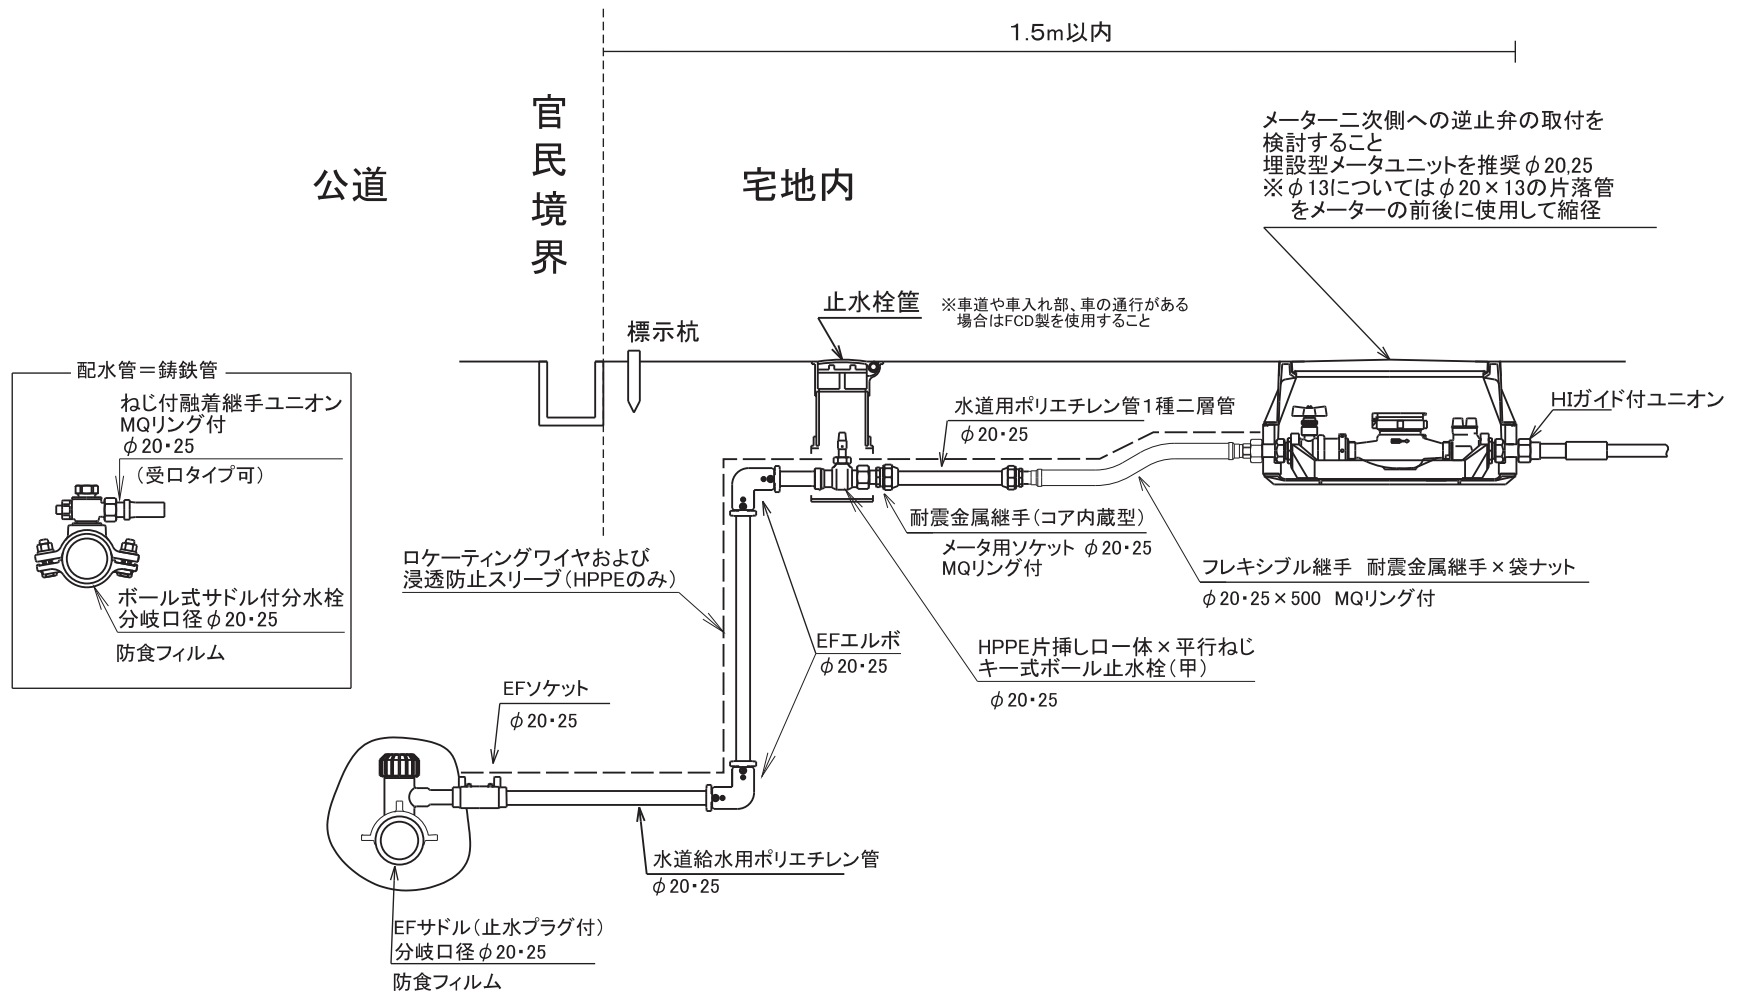 1.5m以内
官民境界
公道
宅地内
メーター二次側への逆止弁の取付を
検討すること
埋設型メータユニットを推奨φ20,25
※φ13についてはφ20×13の片落管
をメーターの前後に使用して縮径
止水栓筐
※車道や車入れ部、車の通行がある
場合はFCD製を使用すること
標示杭
配水管＝鋳鉄管
ねじ付融着継手ユニオン
MQリング付
φ20・25
（受口タイプ可）
ボール式サドル付分水栓
分岐口径φ20・25
防食フィルム
水道用ポリエチレン管1種二層管
φ20・25
HIガイド付ユニオン
耐震金属継手（コア内蔵型）
メータ用ソケット φ20・25
MQリング付
ロケーティングワイヤおよび
浸透防止スリーブ（HPPEのみ）
フレキシブル継手　耐震金属継手×袋ナット
φ20・25×500 MQリング付
EFエルボ
φ20・25
HPPE片挿し口一体×平行ねじ
キー式ボール止水栓（甲）
φ20・25
EFソケット
φ20・25
水道給水用ポリエチレン管
φ20・25
EFサドル（止水プラグ付）
分岐口径φ20・25
防食フィルム